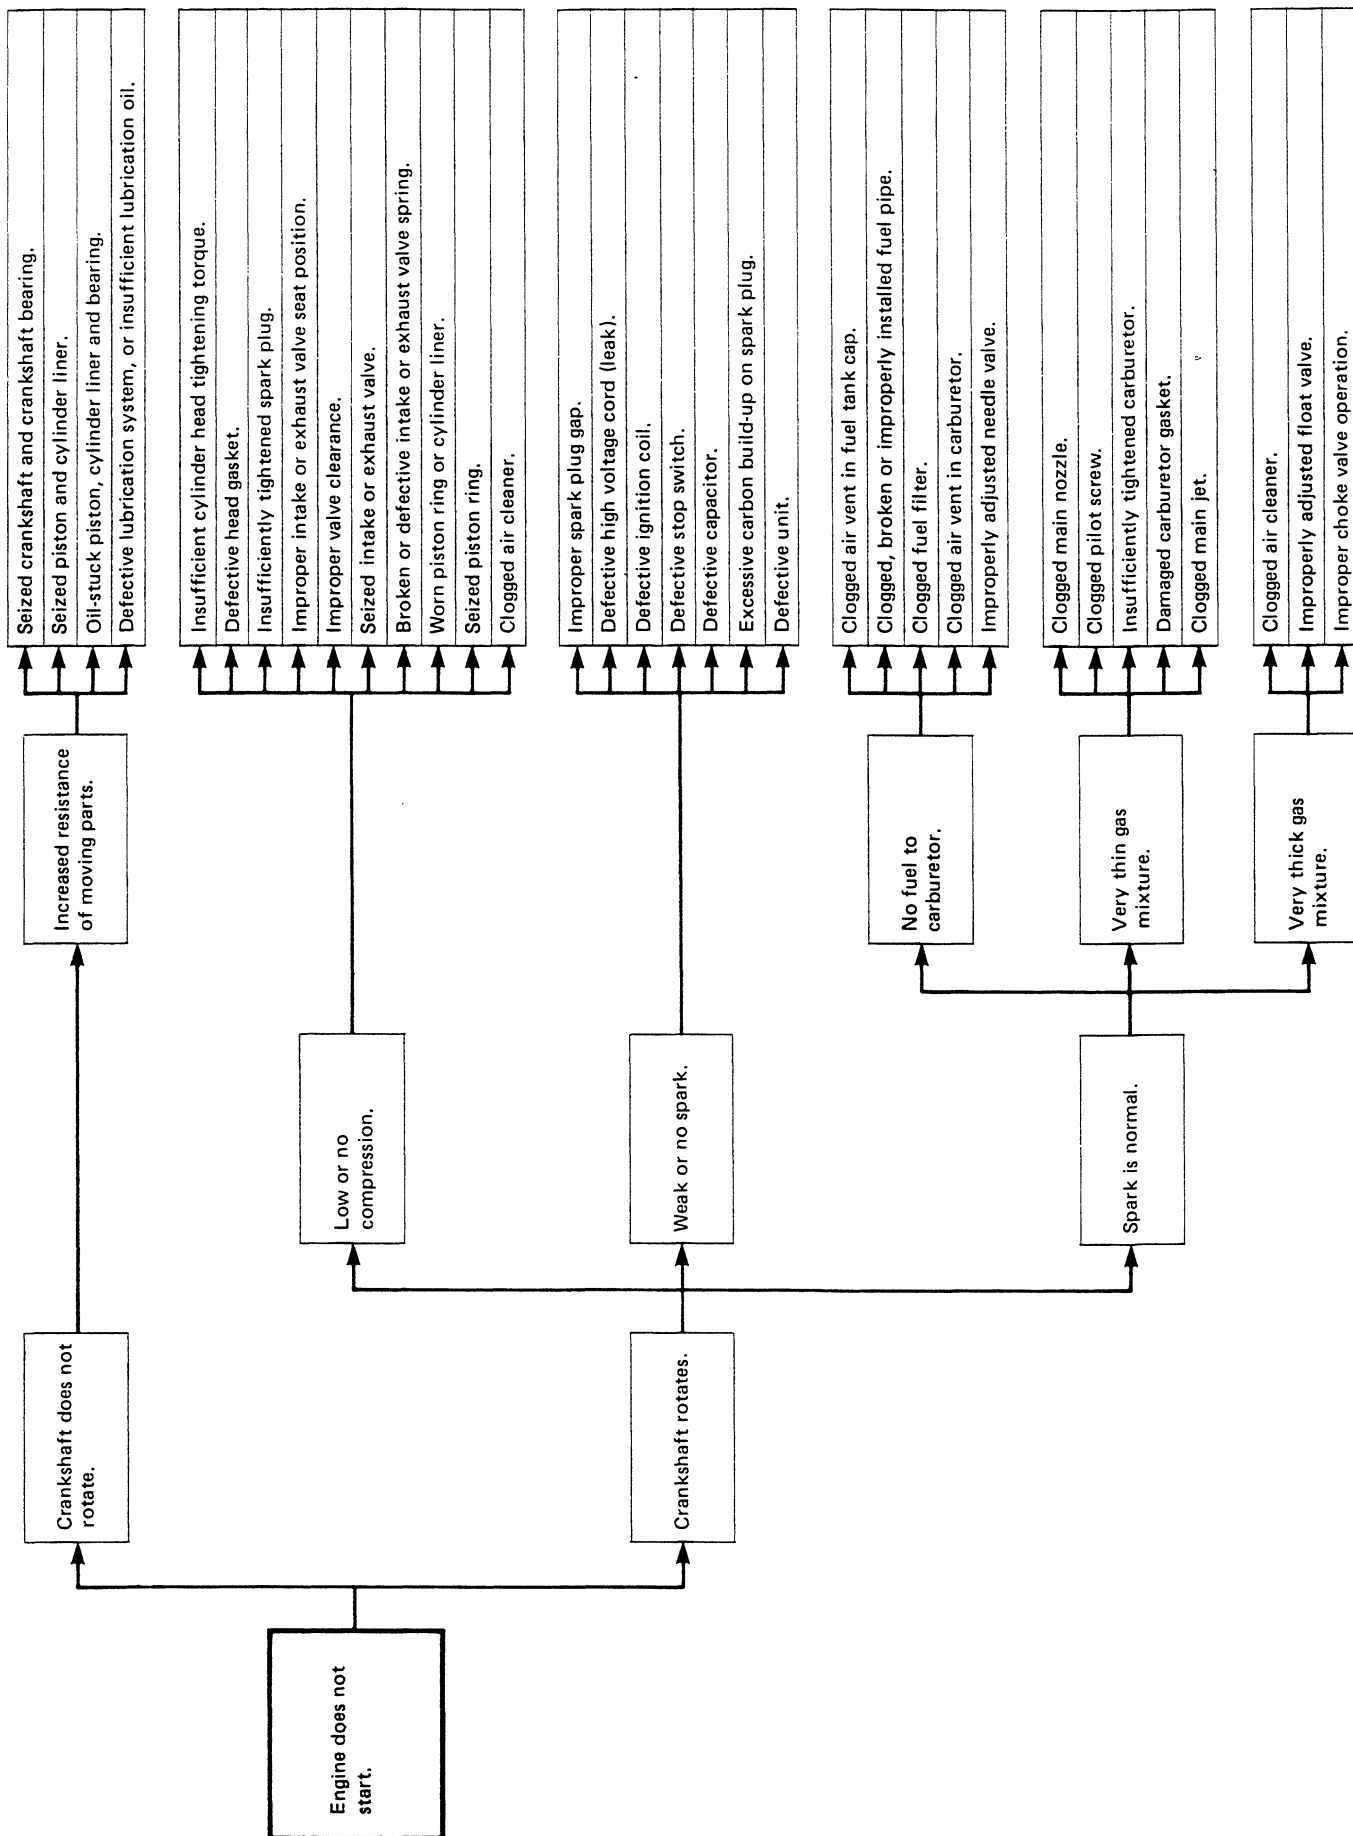 Engine does not
start.
Crankshaft does not
rotate.
Increased resistance
of moving parts.
Seized crankshaft and crankshaft bearing.
Seized piston and cylinder liner.
Oil-stuck piston, cylinder liner and bearing.
Defective lubrication system, or insufficient lubrication oil.
Crankshaft rotates.
Low or no
compression.
Insufficient cylinder head tightening torque.
Defective head gasket.
Insufficiently tightened spark plug.
Improper intake or exhaust valve seat position.
Improper valve clearance.
Seized intake or exhaust valve.
Broken or defective intake or exhaust valve spring.
Worn piston ring or cylinder liner.
Seized piston ring.
Clogged air cleaner.
Weak or no spark.
Improper spark plug gap.
Defective high voltage cord (leak).
Defective ignition coil.
Defective stop switch.
Defective capacitor.
Excessive carbon build-up on spark plug.
Defective unit.
Spark is normal.
No fuel to
carburetor.
Clogged air vent in fuel tank cap.
Clogged, broken or improperly installed fuel pipe.
Clogged fuel filter.
Clogged air vent in carburetor.
Improperly adjusted needle valve.
Very thin gas
mixture.
Clogged main nozzle.
Clogged pilot screw.
Insufficiently tightened carburetor.
Damaged carburetor gasket.
Clogged main jet.
Very thick gas
mixture.
Clogged air cleaner.
Improperly adjusted float valve.
Improper choke valve operation.